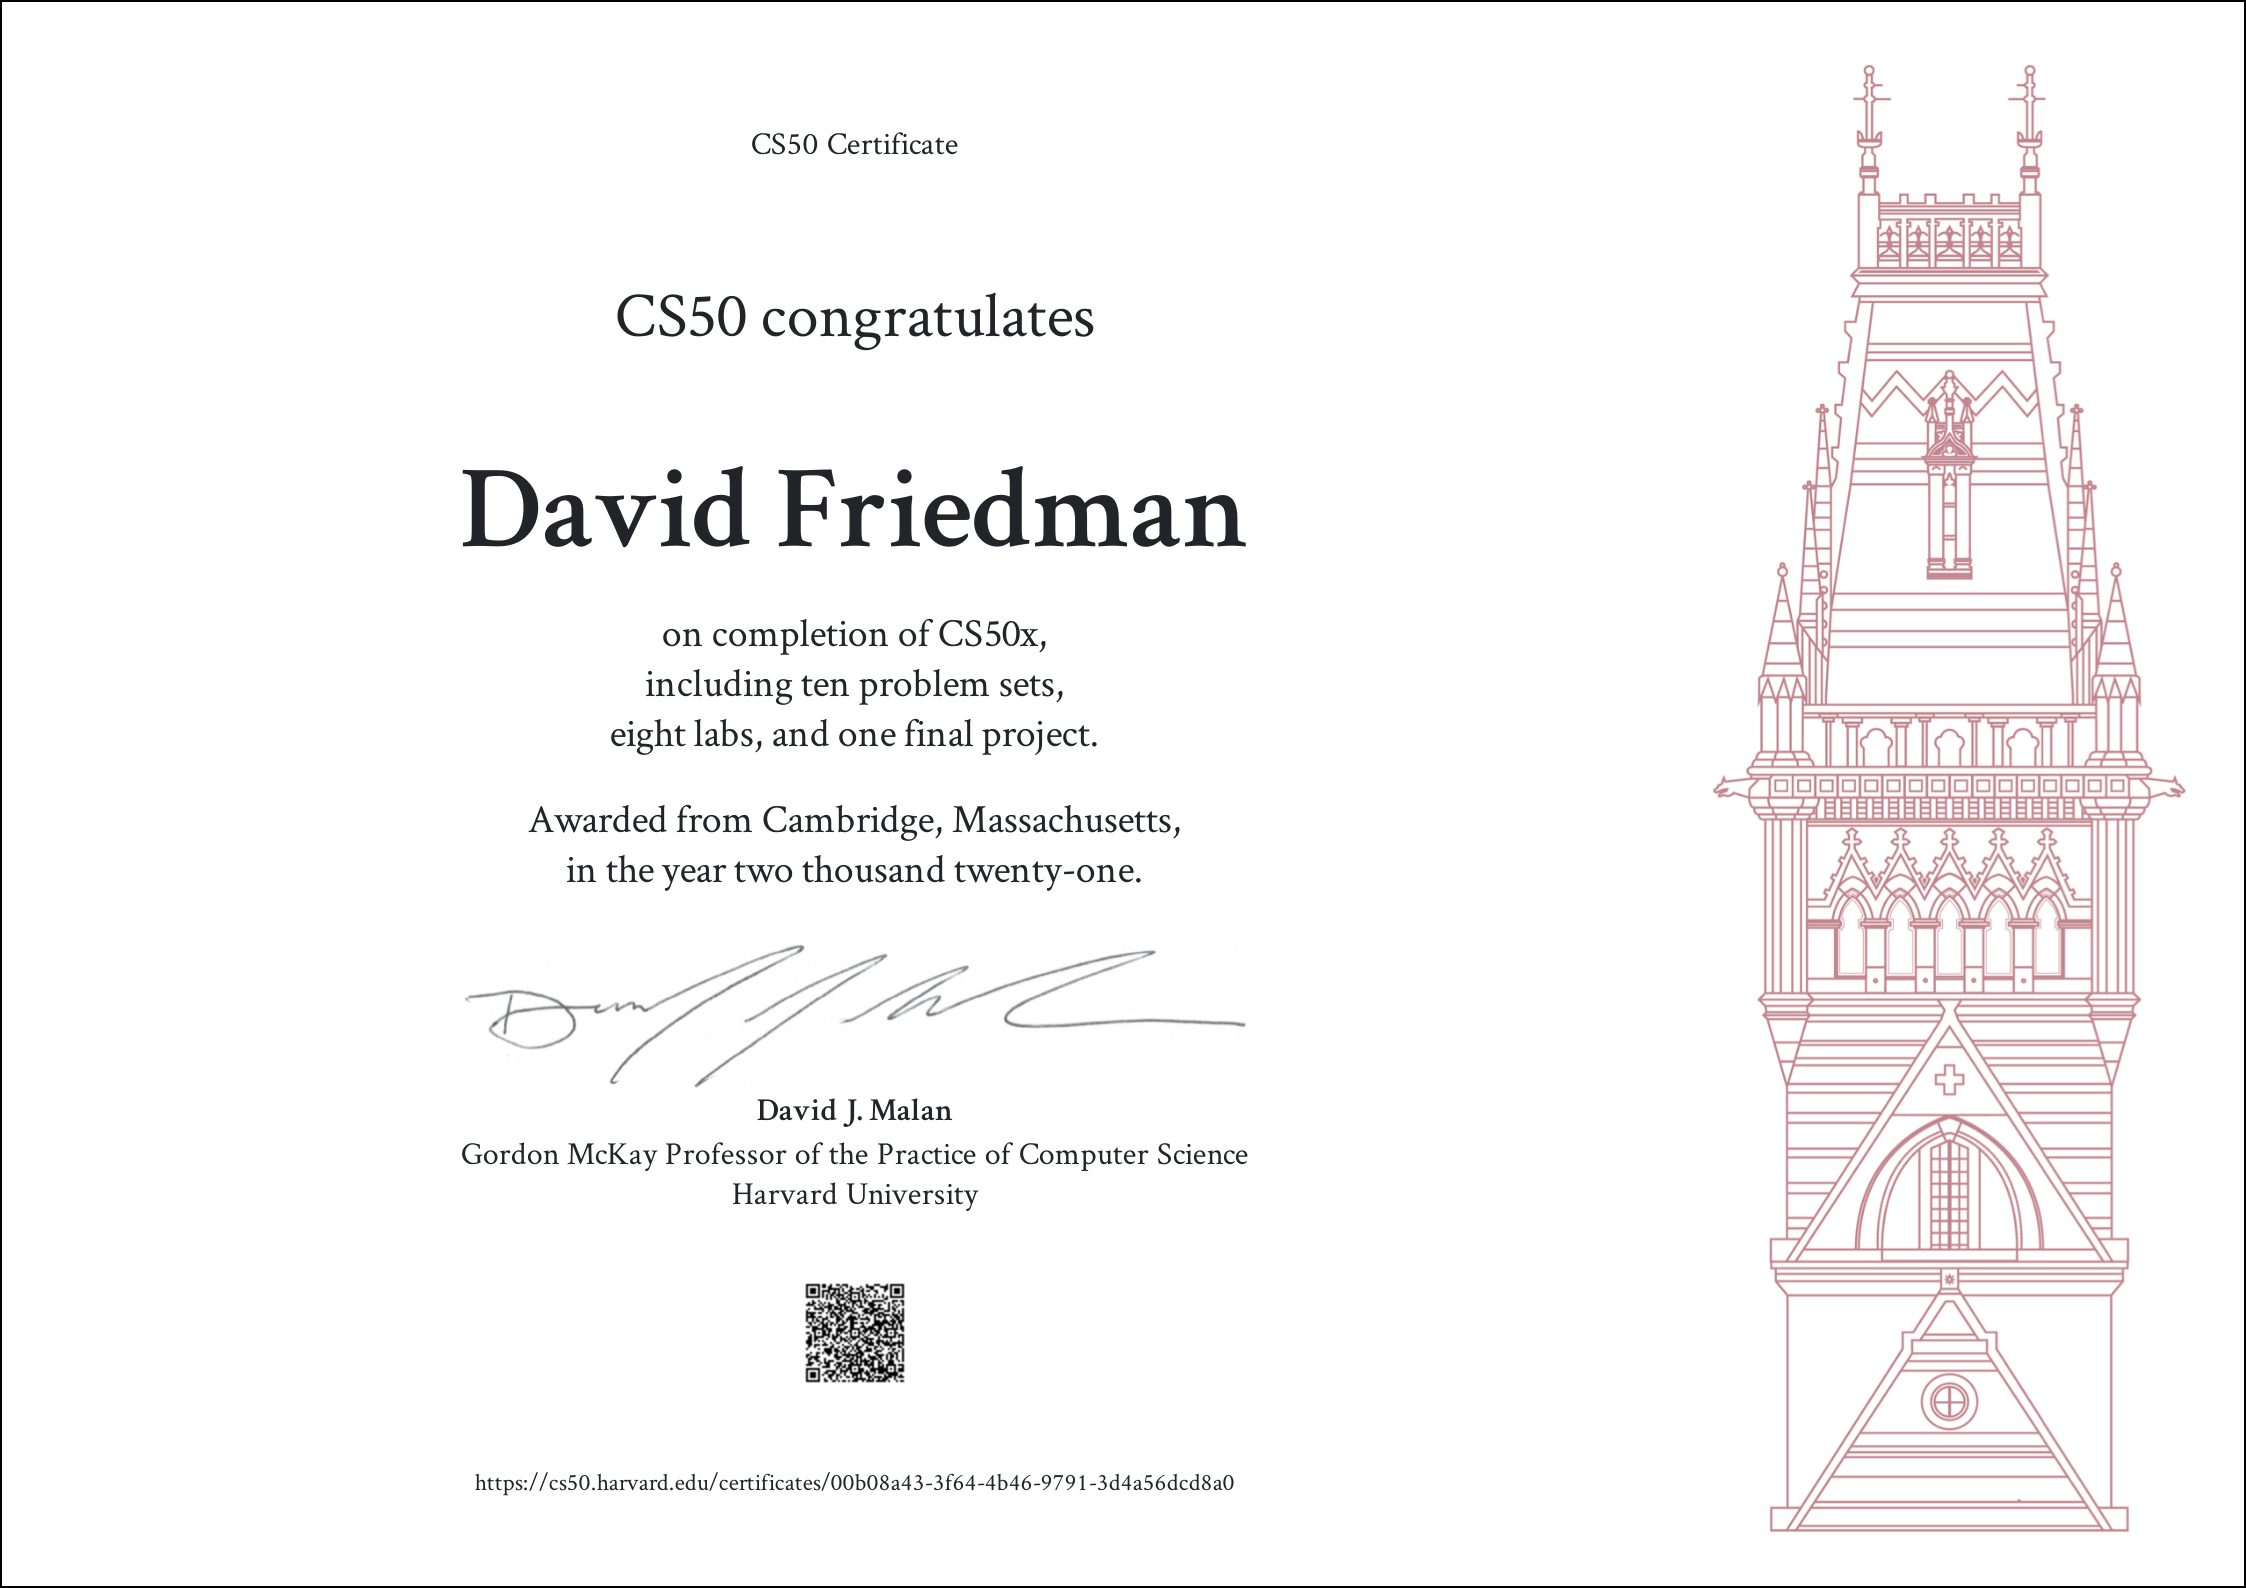 CS50 Certificate
CS50 congratulates
David Friedman
on completion of CS50x,
including ten problem sets,
eight labs, and one final project.
Awarded from Cambridge, Massachusetts,
in the year two thousand twenty-one.
David J. Malan
Gordon McKay Professor of the Practice of Computer Science
Harvard University
https://cs50.harvard.edu/certificates/00b08a43-3f64-4b46-9791-3d4a56dcd8a0